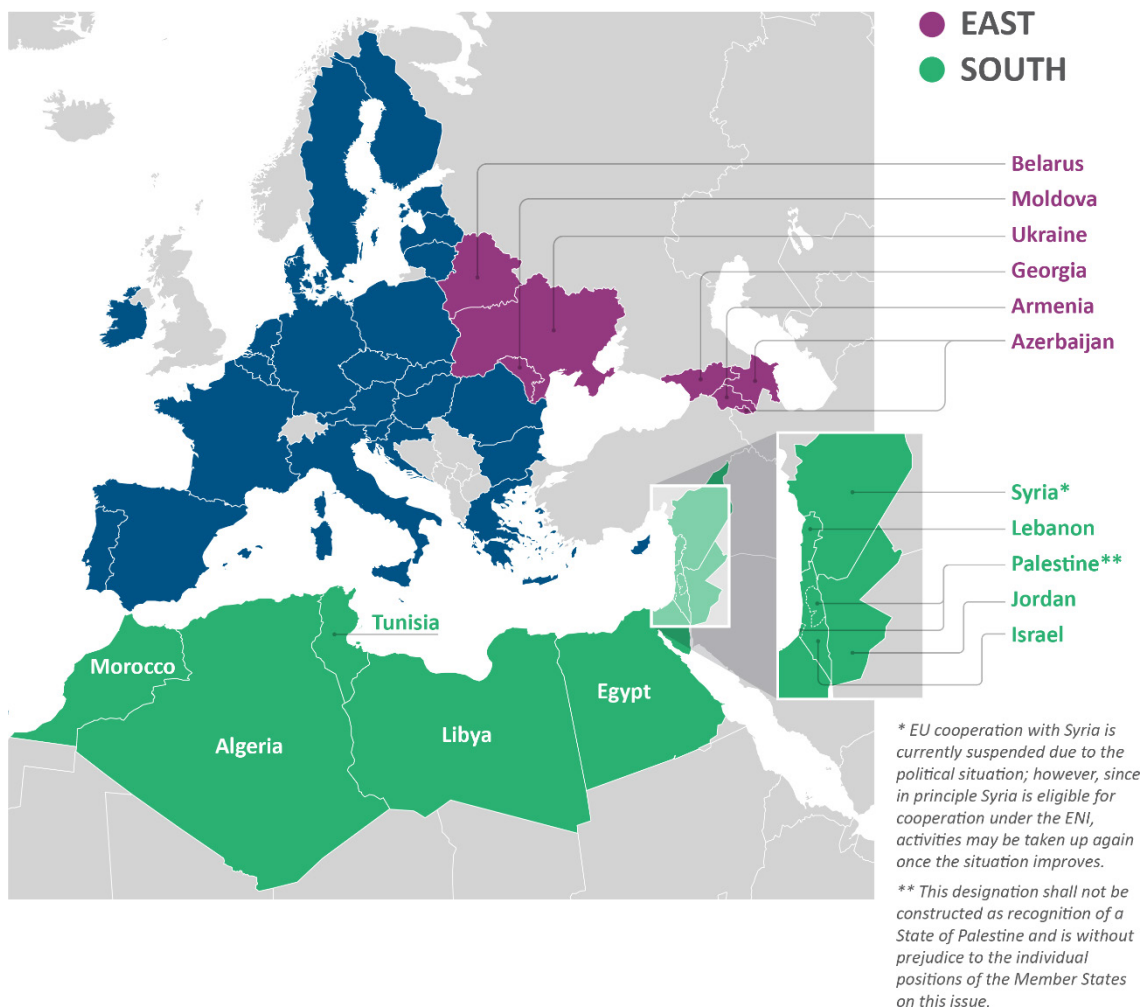 EAST
SOUTH
Belarus
Moldova
Ukraine
Georgia
Armenia
Azerbaijan
Syria*
Lebanon
Palestine**
Jordan
Israel
Tunisia
Morocco
Algeria
Libya
Egypt
* EU cooperation with Syria is
currently suspended due to the
political situation; however, since
in principle Syria is eligible for
cooperation under the ENI,
activities may be taken up again
once the situation improves.
** This designation shall not be
constructed as recognition of a
State of Palestine and is without
prejudice to the individual
positions of the Member States
on this issue.